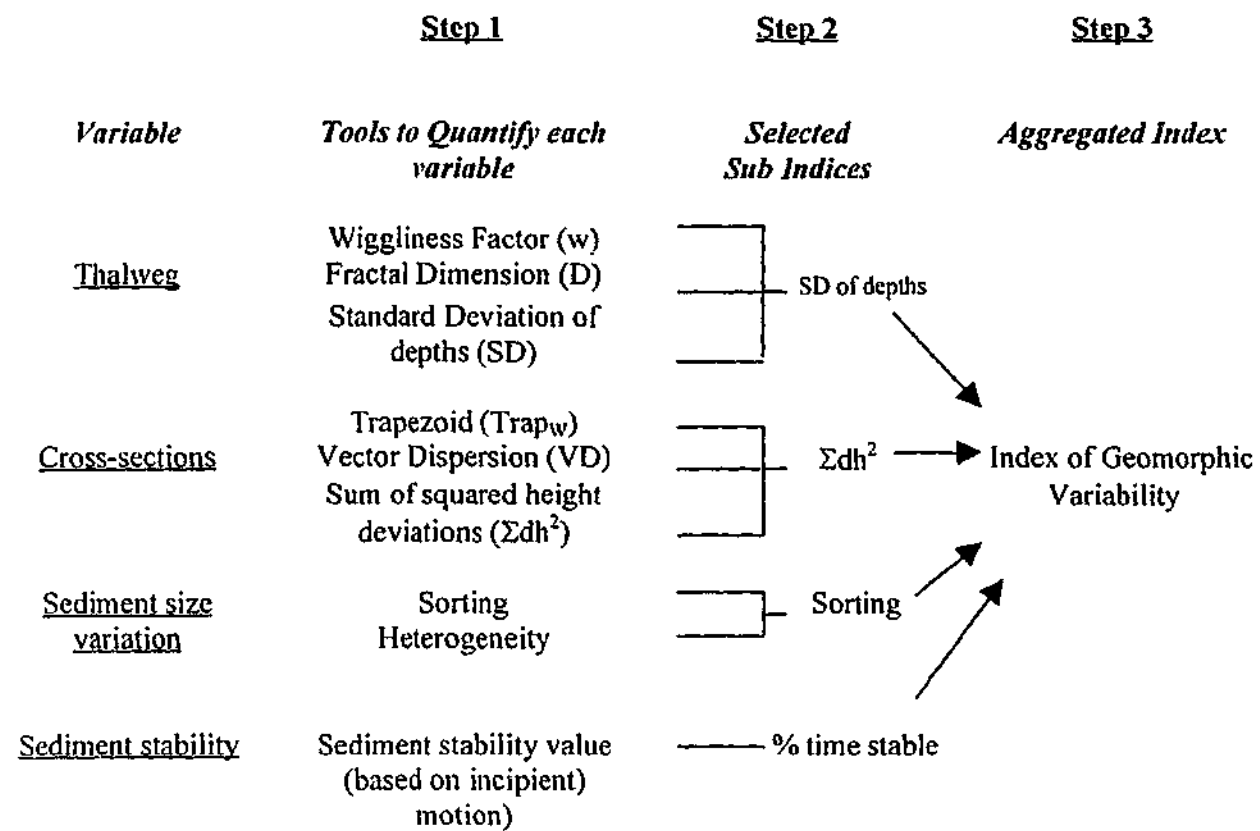 Step 1 Step 2 Step 3
Variable Tools to Quantify each Selected Aggregated Index
variable Sub Indices
Wiggliness Factor (w)
Thalweg Fractal Dimension (D) SD of depths
Standard Deviation of
depths (SD)
Trapezoid (Trapw)
Cross-sections Vector Dispersion (VD) Σdh² Index of Geomorphic
Sum of squared height Variability
deviations (Σdh²)
Sediment size Sorting Sorting
variation Heterogeneity
Sediment stability Sediment stability value % time stable
(based on incipient)
motion)